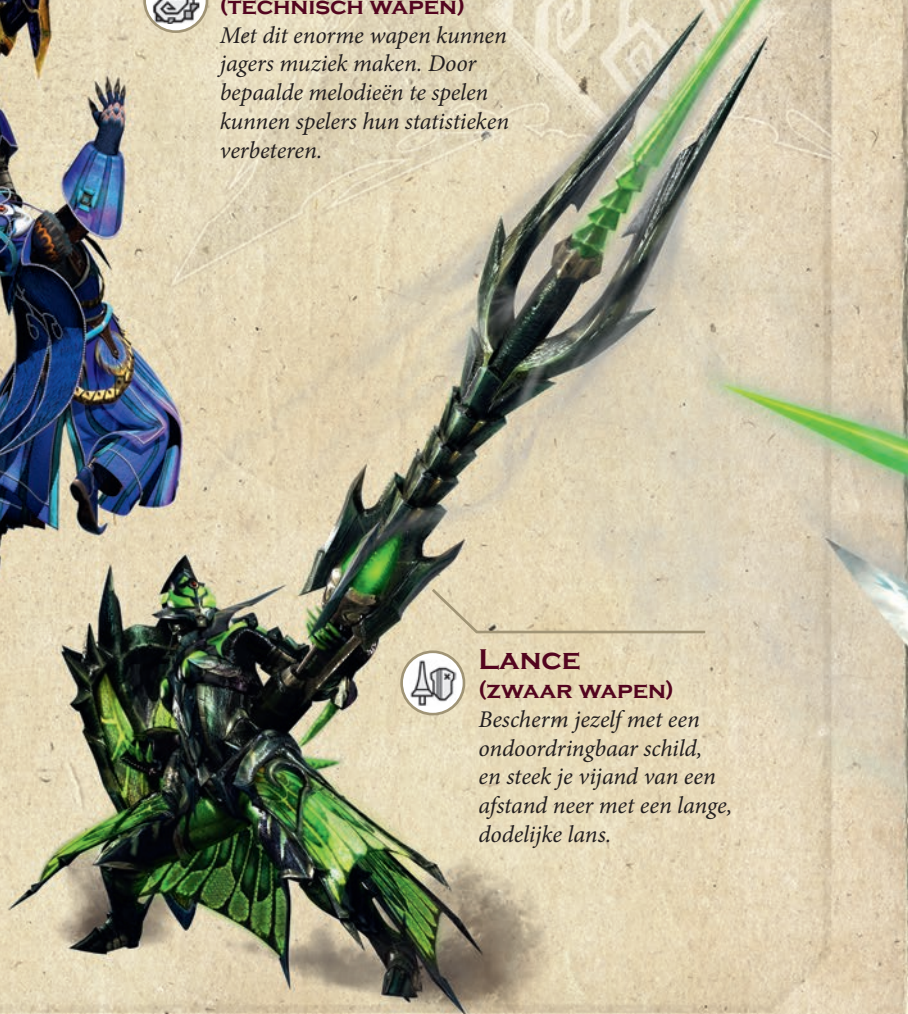 (TECHNISCH WAPEN)
Met dit enorme wapen kunnen
jagers muziek maken. Door
bepaalde melodieën te spelen
kunnen spelers hun statistieken
verbeteren.
LANCE
(ZWAAR WAPEN)
Bescherm jezelf met een
ondoordringbaar schild,
en steek je vijand van een
afstand neer met een lange,
dodelijke lans.